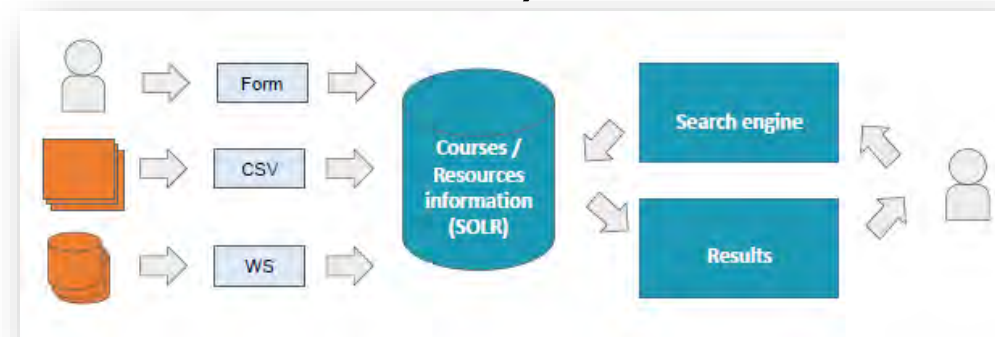 Form
CSV
WS
Courses /
Resources
information
(SOLR)
Search engine
Results